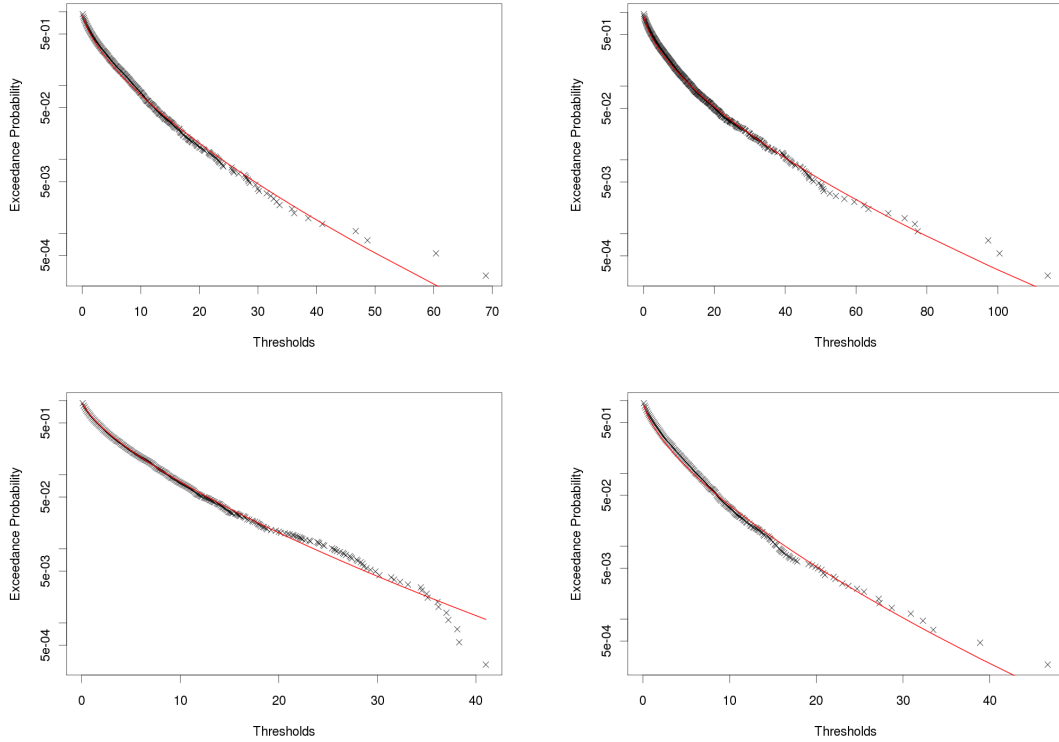 5e-01
5e-02
5e-03
5e-04
Exceedance Probability
0 10 20 30 40 50 60 70
Thresholds
5e-01
5e-02
5e-03
5e-04
Exceedance Probability
0 20 40 60 80 100
Thresholds
5e-01
5e-02
5e-03
5e-04
Exceedance Probability
0 10 20 30 40
Thresholds
5e-01
5e-02
5e-03
5e-04
Exceedance Probability
0 10 20 30 40
Thresholds